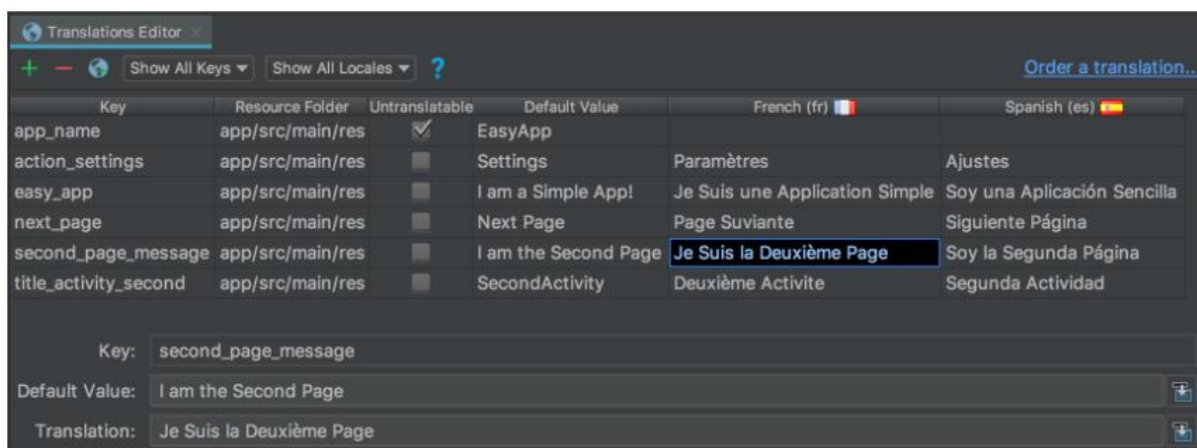 Translations Editor
Show All Keys Show All Locales ? Order a translation...
Key Resource Folder Untranslatable Default Value French (fr) Spanish (es)
app_name app/src/main/res EasyApp
action_settings app/src/main/res Settings Paramètres Ajustes
easy_app app/src/main/res I am a Simple App! Je Suis une Application Simple Soy una Aplicación Sencilla
next_page app/src/main/res Next Page Page Suviante Siguiente Página
second_page_message app/src/main/res I am the Second Page Je Suis la Deuxième Page Soy la Segunda Página
title_activity_second app/src/main/res SecondActivity Deuxième Activite Segunda Actividad
Key: second_page_message
Default Value: I am the Second Page
Translation: Je Suis la Deuxième Page